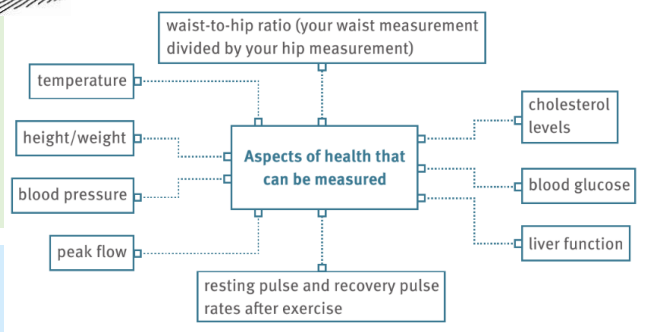 waist-to-hip ratio (your waist measurement
divided by your hip measurement)
temperature
height/weight
blood pressure
peak flow
Aspects of health that
can be measured
cholesterol
levels
blood glucose
liver function
resting pulse and recovery pulse
rates after exercise